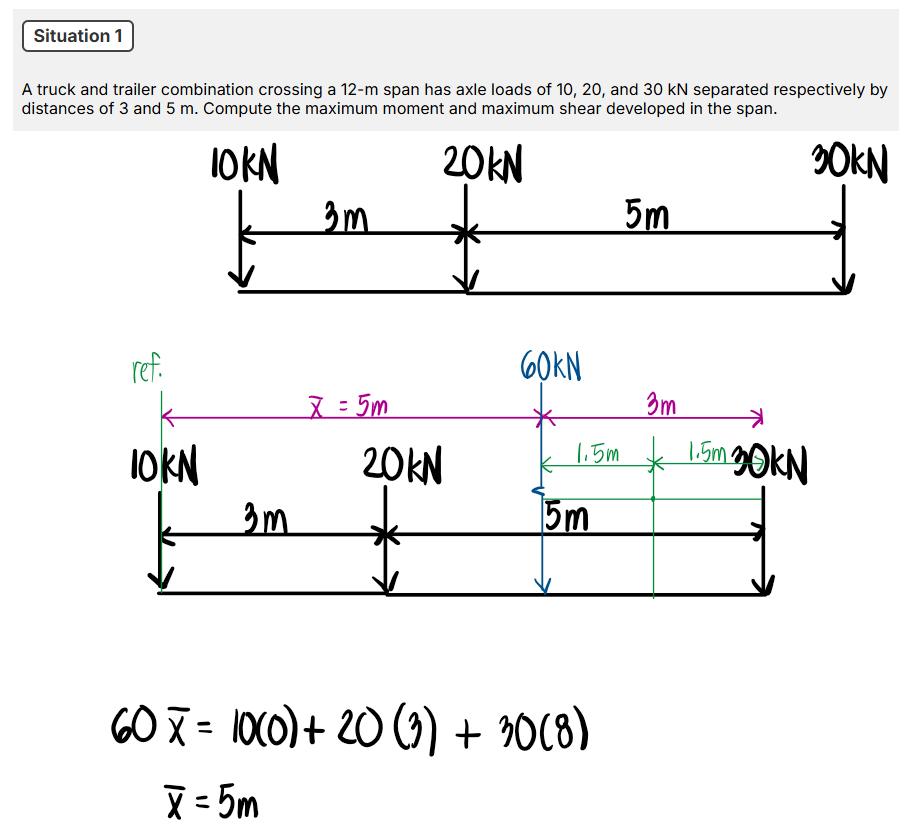 Situation 1
A truck and trailer combination crossing a 12-m span has axle loads of 10, 20, and 30 kN separated respectively by
distances of 3 and 5 m. Compute the maximum moment and maximum shear developed in the span.
10kN 20kN 30kN
3m 5m
ref. 60kN
x̄ = 5m 3m
1.5m 1.5m
10kN 20kN 30kN
3m 5m
60 x̄ = 10(0) + 20 (3) + 30(8)
x̄ = 5m